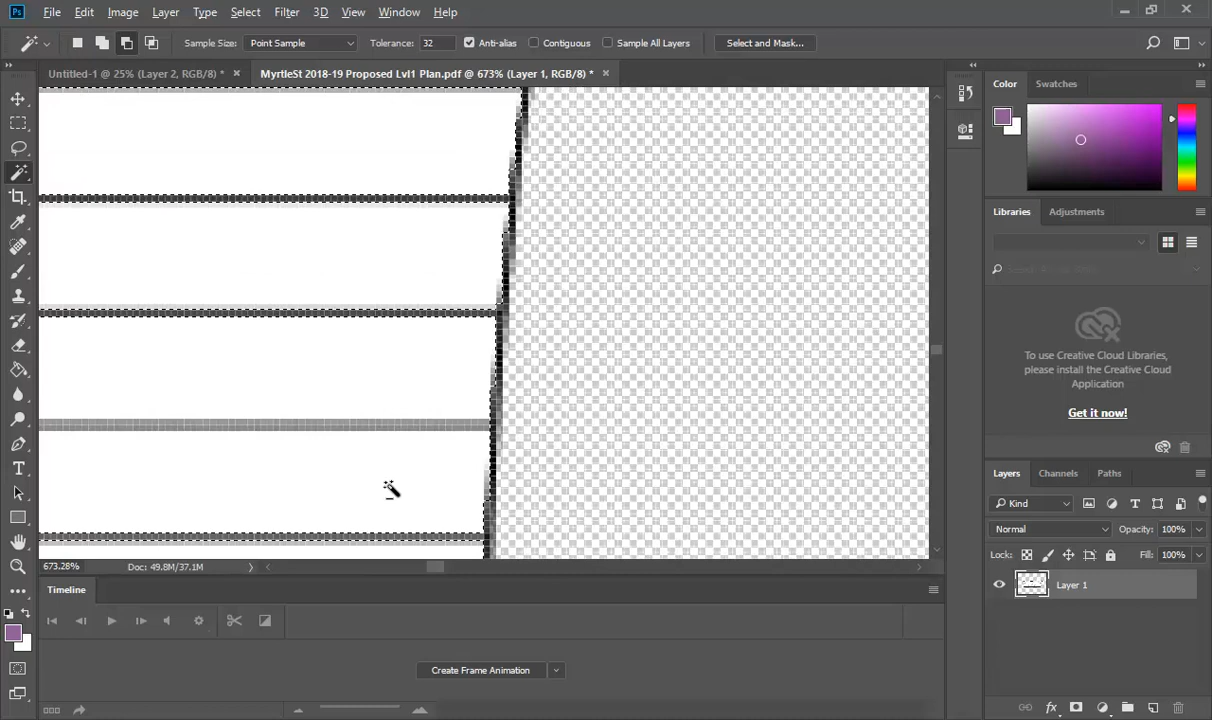 Ps File Edit Image Layer Type Select Filter 3D View Window Help
Sample Size: Point Sample Tolerance: 32 Anti-alias Contiguous Sample All Layers Select and Mask...
Untitled-1 @ 25% (Layer 2, RGB/8) * × MyrtleSt 2018-19 Proposed Lvl1 Plan.pdf @ 673% (Layer 1, RGB/8) * ×
Color Swatches
Libraries Adjustments
To use Creative Cloud Libraries,
please install the Creative Cloud
Application
Get it now!
Layers Channels Paths
Kind
Normal Opacity: 100%
Lock: Fill: 100%
673.28% Doc: 49.8M/37.1M
Layer 1
Timeline
Create Frame Animation